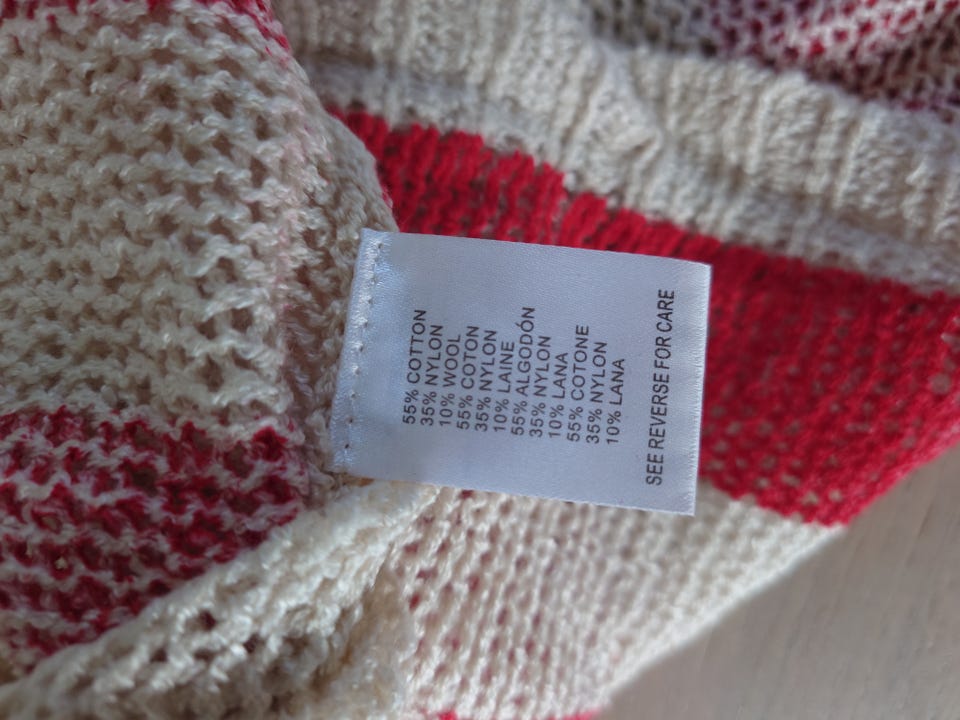 55% COTTON
35% NYLON
10% WOOL
55% COTON
35% NYLON
10% LAINE
55% ALGODÓN
35% NYLON
10% LANA
55% COTONE
35% NYLON
10% LANA
SEE REVERSE FOR CARE